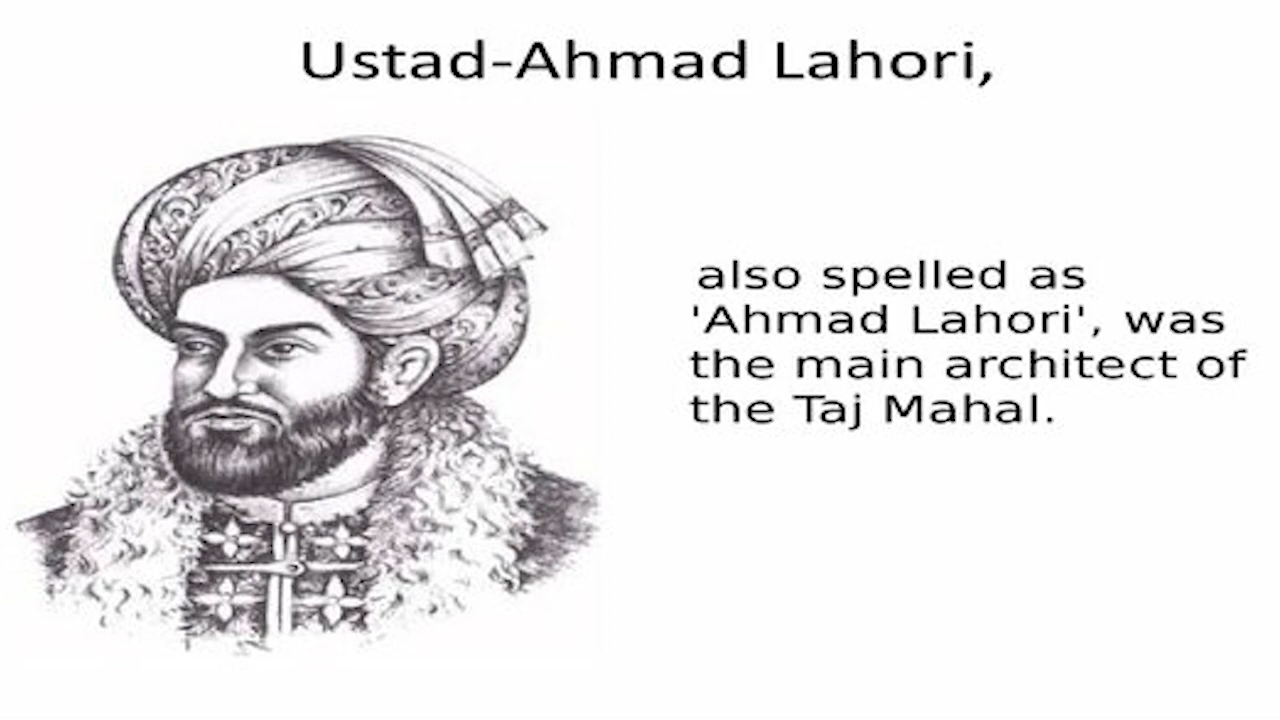 Ustad-Ahmad Lahori,
also spelled as
'Ahmad Lahori', was
the main architect of
the Taj Mahal.